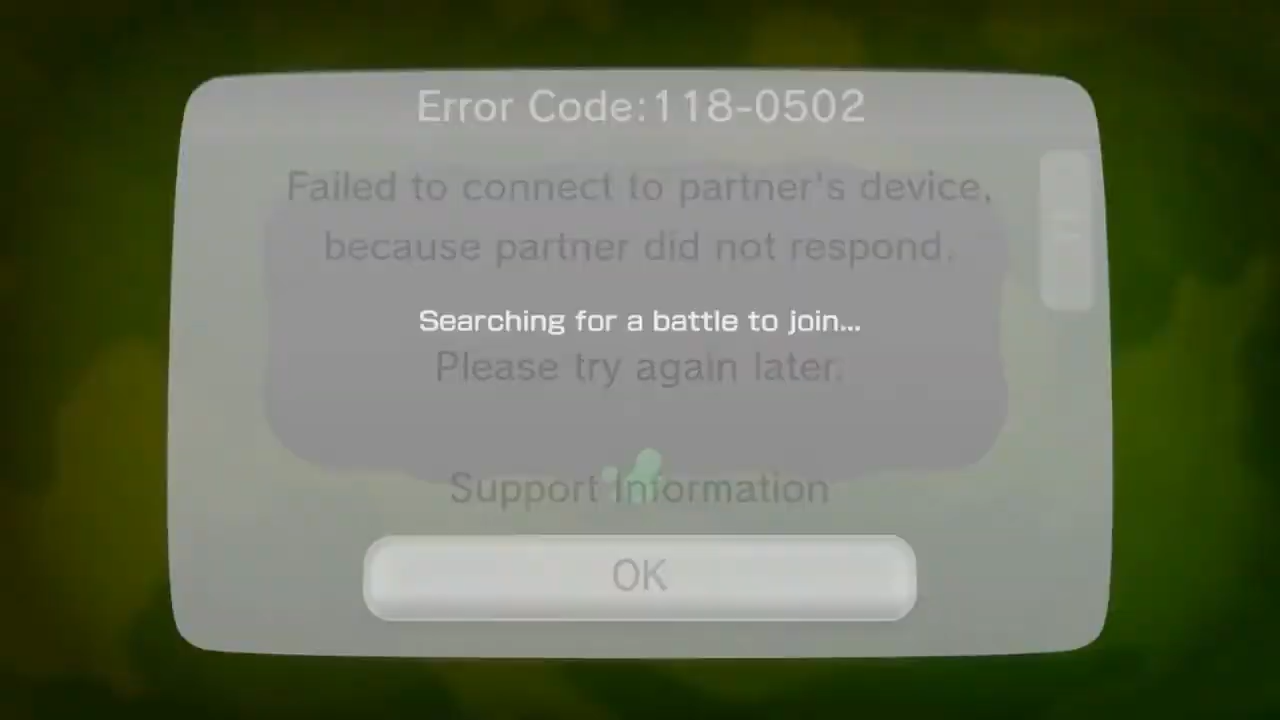 Error Code:118-0502
Failed to connect to partner's device,
because partner did not respond.
Searching for a battle to join...
Please try again later.
Support Information
OK